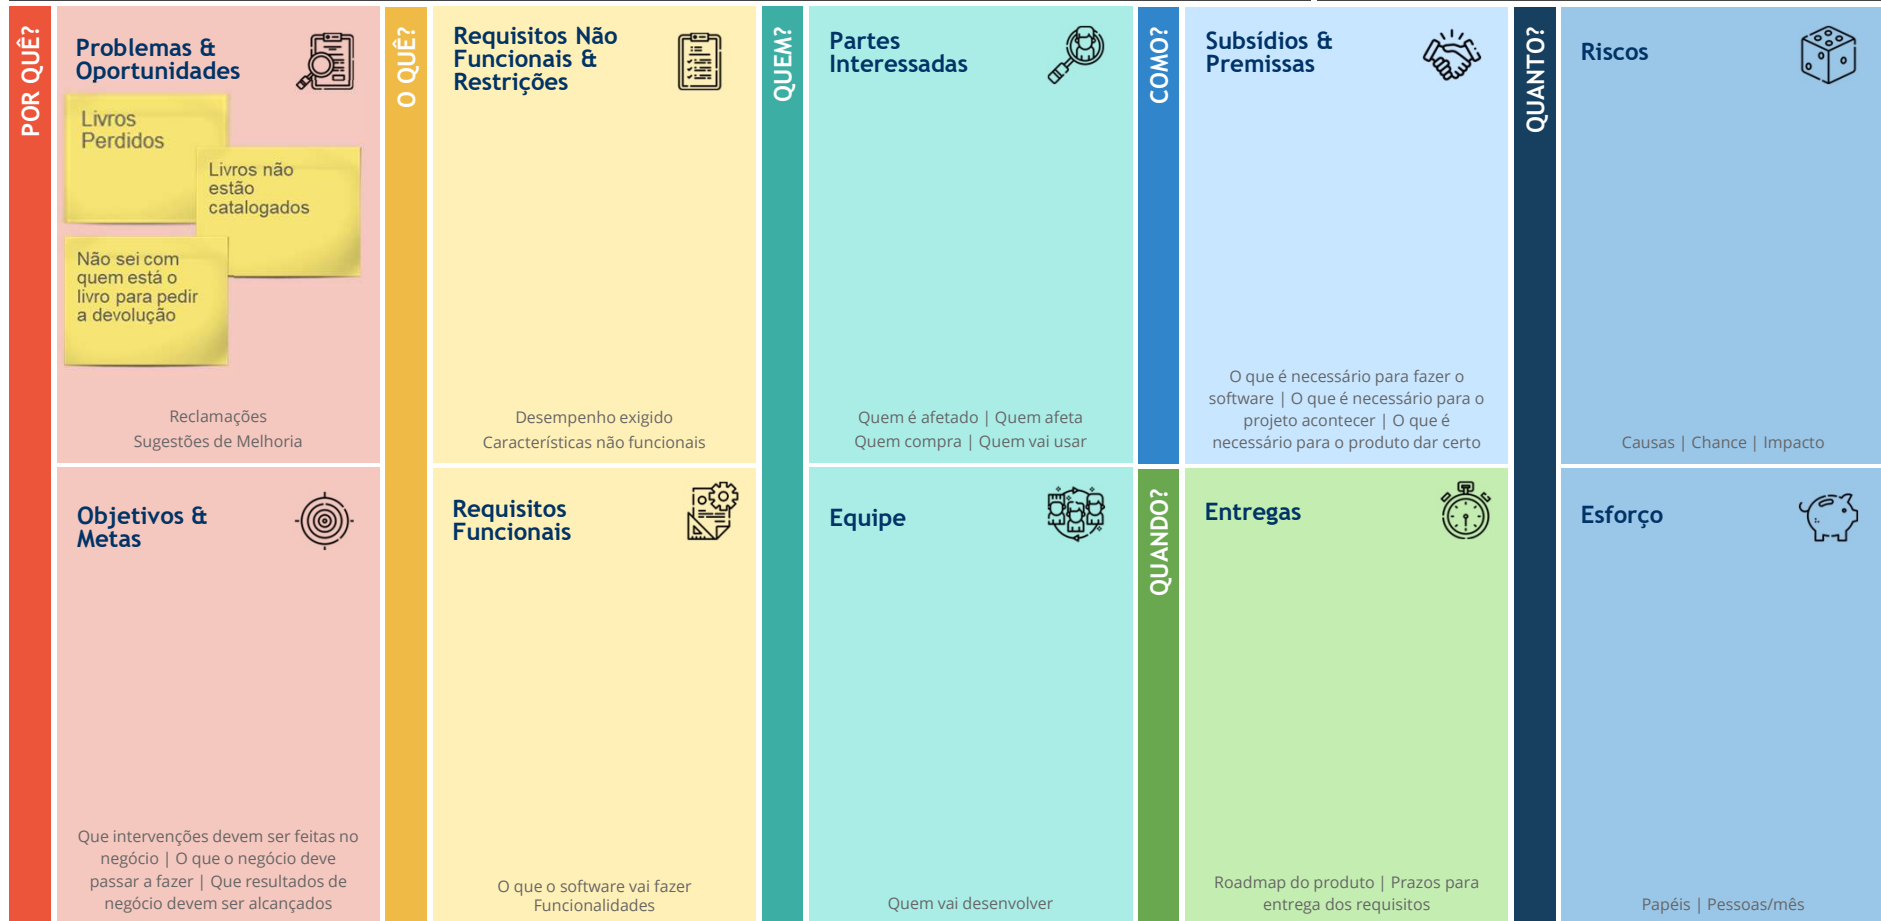 POR QUÊ?
Problemas &
Oportunidades
Livros
Perdidos
Livros não
estão
catalogados
Não sei com
quem está o
livro para pedir
a devolução
Reclamações
Sugestões de Melhoria
Objetivos &
Metas
Que intervenções devem ser feitas no
negócio | O que o negócio deve
passar a fazer | Que resultados de
negócio devem ser alcançados
O QUÊ?
Requisitos Não
Funcionais &
Restrições
Desempenho exigido
Características não funcionais
Requisitos
Funcionais
O que o software vai fazer
Funcionalidades
QUEM?
Partes
Interessadas
Quem é afetado | Quem afeta
Quem compra | Quem vai usar
Equipe
Quem vai desenvolver
COMO?
Subsídios &
Premissas
O que é necessário para fazer o
software | O que é necessário para o
projeto acontecer | O que é
necessário para o produto dar certo
QUANDO?
Entregas
Roadmap do produto | Prazos para
entrega dos requisitos
QUANTO?
Riscos
Causas | Chance | Impacto
Esforço
Papéis | Pessoas/mês